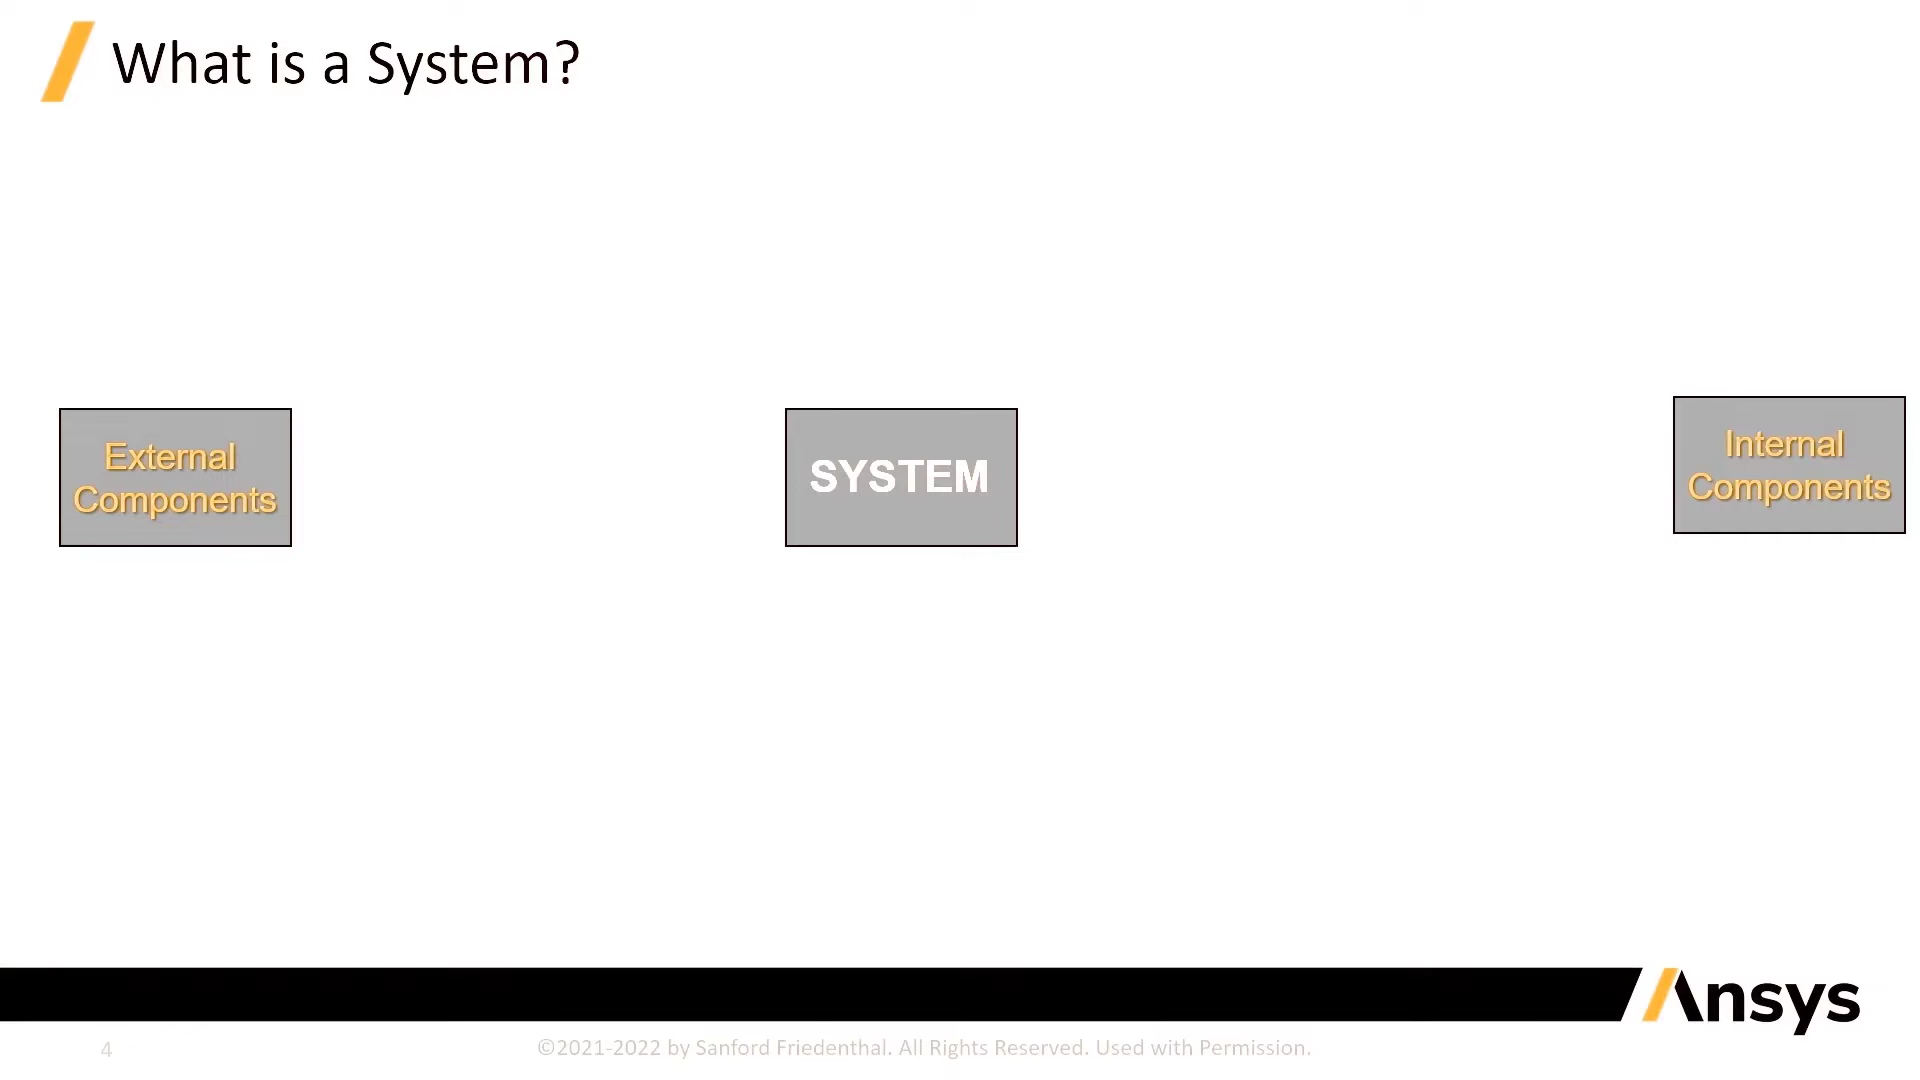 What is a System?
External
Components
SYSTEM
Internal
Components
Ansys
4
©2021-2022 by Sanford Friedenthal. All Rights Reserved. Used with Permission.